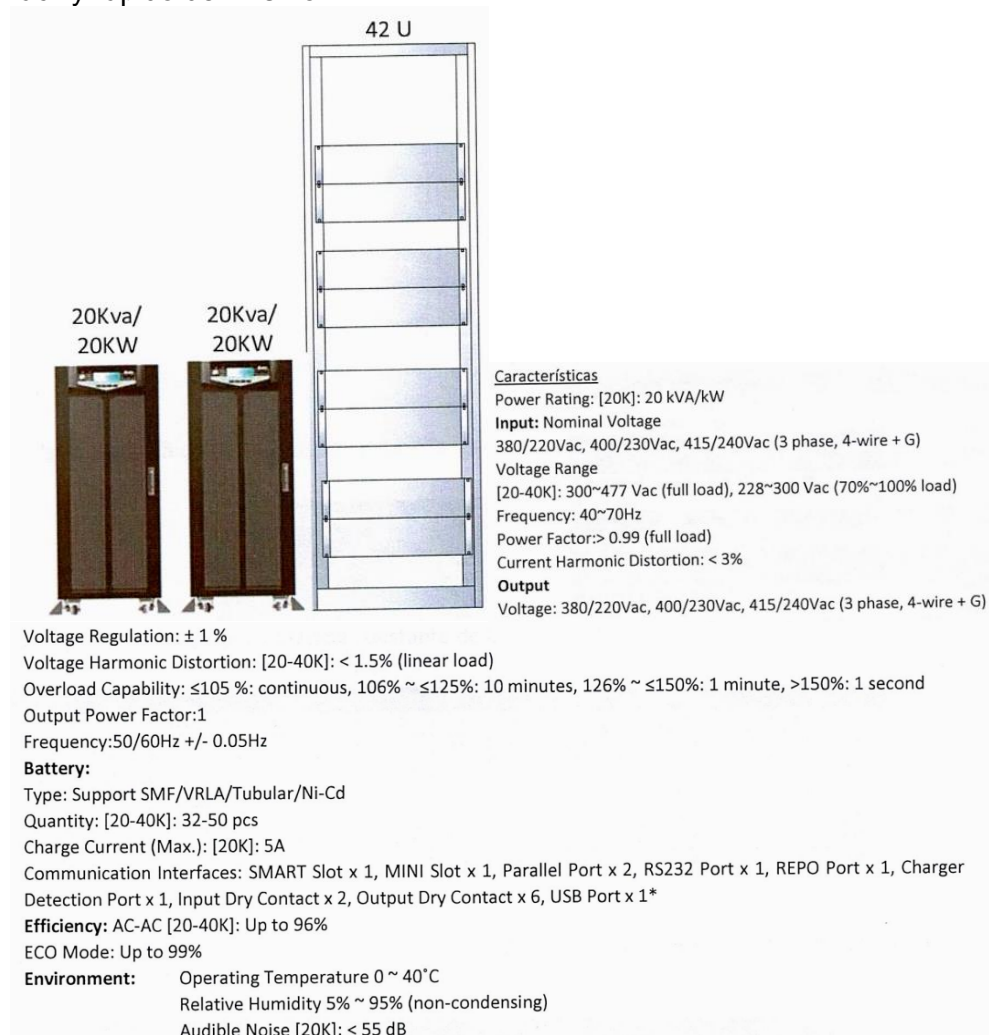 42 U
20Kva/
20KW
20Kva/
20KW
Características
Power Rating: [20K]: 20 kVA/kW
Input: Nominal Voltage
380/220Vac, 400/230Vac, 415/240Vac (3 phase, 4-wire + G)
Voltage Range
[20-40K]: 300~477 Vac (full load), 228~300 Vac (70%~100% load)
Frequency: 40~70Hz
Power Factor:> 0.99 (full load)
Current Harmonic Distortion: < 3%
Output
Voltage: 380/220Vac, 400/230Vac, 415/240Vac (3 phase, 4-wire + G)
Voltage Regulation: ± 1 %
Voltage Harmonic Distortion: [20-40K]: < 1.5% (linear load)
Overload Capability: ≤105 %: continuous, 106% ~ ≤125%: 10 minutes, 126% ~ ≤150%: 1 minute, >150%: 1 second
Output Power Factor:1
Frequency:50/60Hz +/- 0.05Hz
Battery:
Type: Support SMF/VRLA/Tubular/Ni-Cd
Quantity: [20-40K]: 32-50 pcs
Charge Current (Max.): [20K]: 5A
Communication Interfaces: SMART Slot x 1, MINI Slot x 1, Parallel Port x 2, RS232 Port x 1, REPO Port x 1, Charger
Detection Port x 1, Input Dry Contact x 2, Output Dry Contact x 6, USB Port x 1*
Efficiency: AC-AC [20-40K]: Up to 96%
ECO Mode: Up to 99%
Environment: Operating Temperature 0 ~ 40˚C
Relative Humidity 5% ~ 95% (non-condensing)
Audible Noise [20K]: < 55 dB